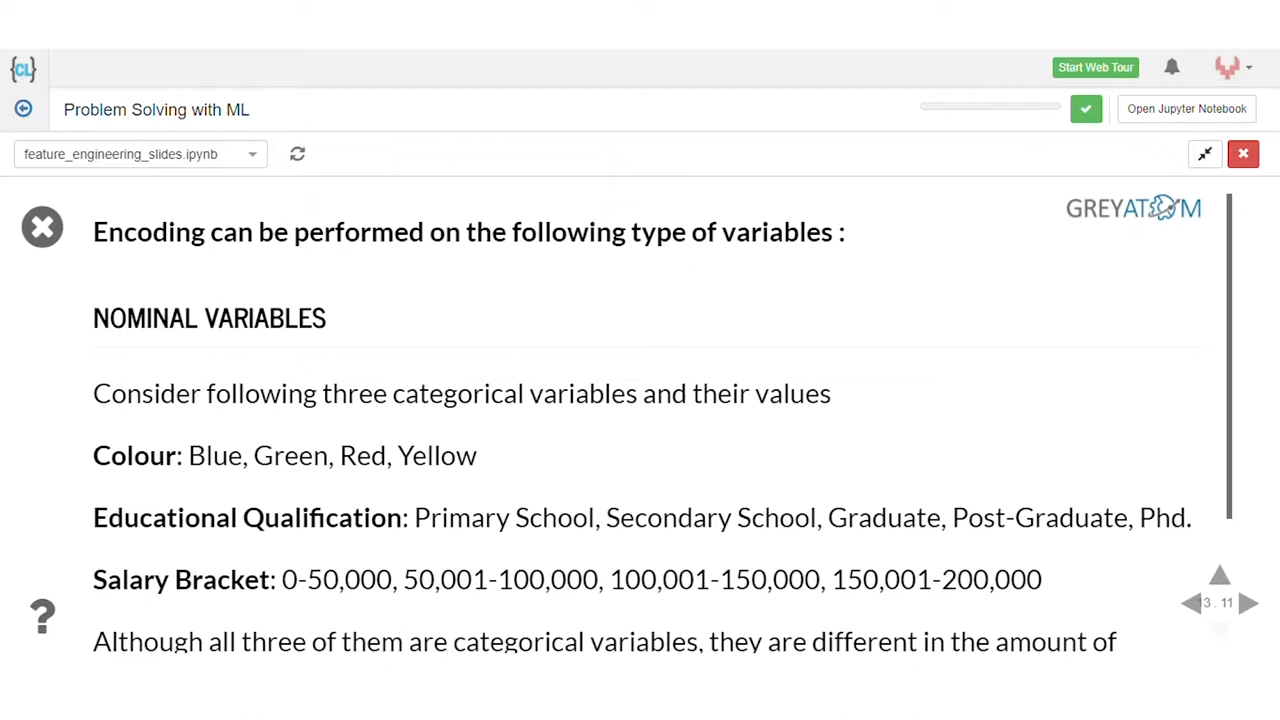 {CL}
Start Web Tour
Problem Solving with ML
Open Jupyter Notebook
feature_engineering_slides.ipynb
GREYATOM
Encoding can be performed on the following type of variables :
NOMINAL VARIABLES
Consider following three categorical variables and their values
Colour: Blue, Green, Red, Yellow
Educational Qualification: Primary School, Secondary School, Graduate, Post-Graduate, Phd.
Salary Bracket: 0-50,000, 50,001-100,000, 100,001-150,000, 150,001-200,000
13 . 11
?
Although all three of them are categorical variables, they are different in the amount of